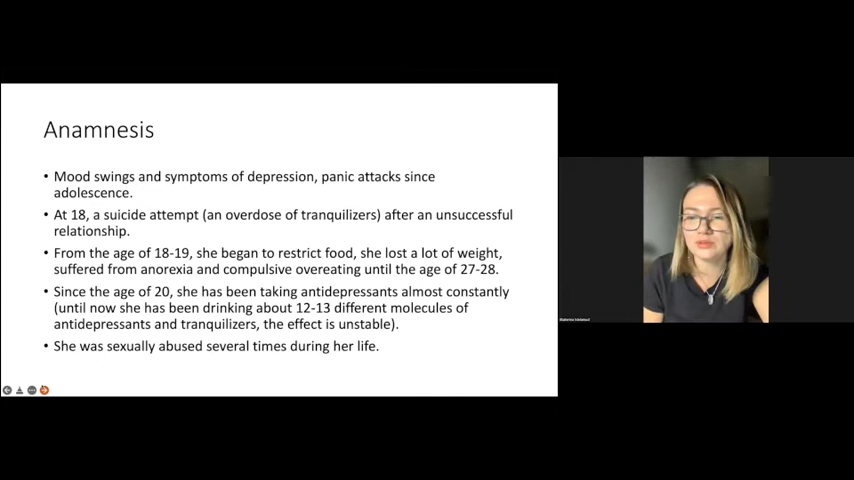 Anamnesis
• Mood swings and symptoms of depression, panic attacks since
adolescence.
• At 18, a suicide attempt (an overdose of tranquilizers) after an unsuccessful
relationship.
• From the age of 18-19, she began to restrict food, she lost a lot of weight,
suffered from anorexia and compulsive overeating until the age of 27-28.
• Since the age of 20, she has been taking antidepressants almost constantly
(until now she has been drinking about 12-13 different molecules of
antidepressants and tranquilizers, the effect is unstable).
• She was sexually abused several times during her life.